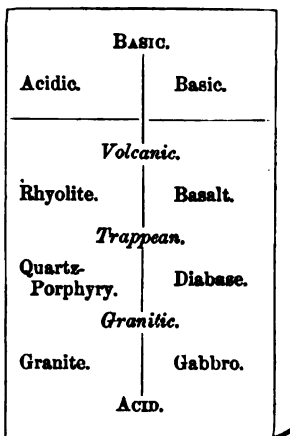 BASIC.
Acidic. Basic.
Volcanic.
Rhyolite. Basalt.
Trappean.
Quartz-
Porphyry. Diabase.
Granitic.
Granite. Gabbro.
ACID.